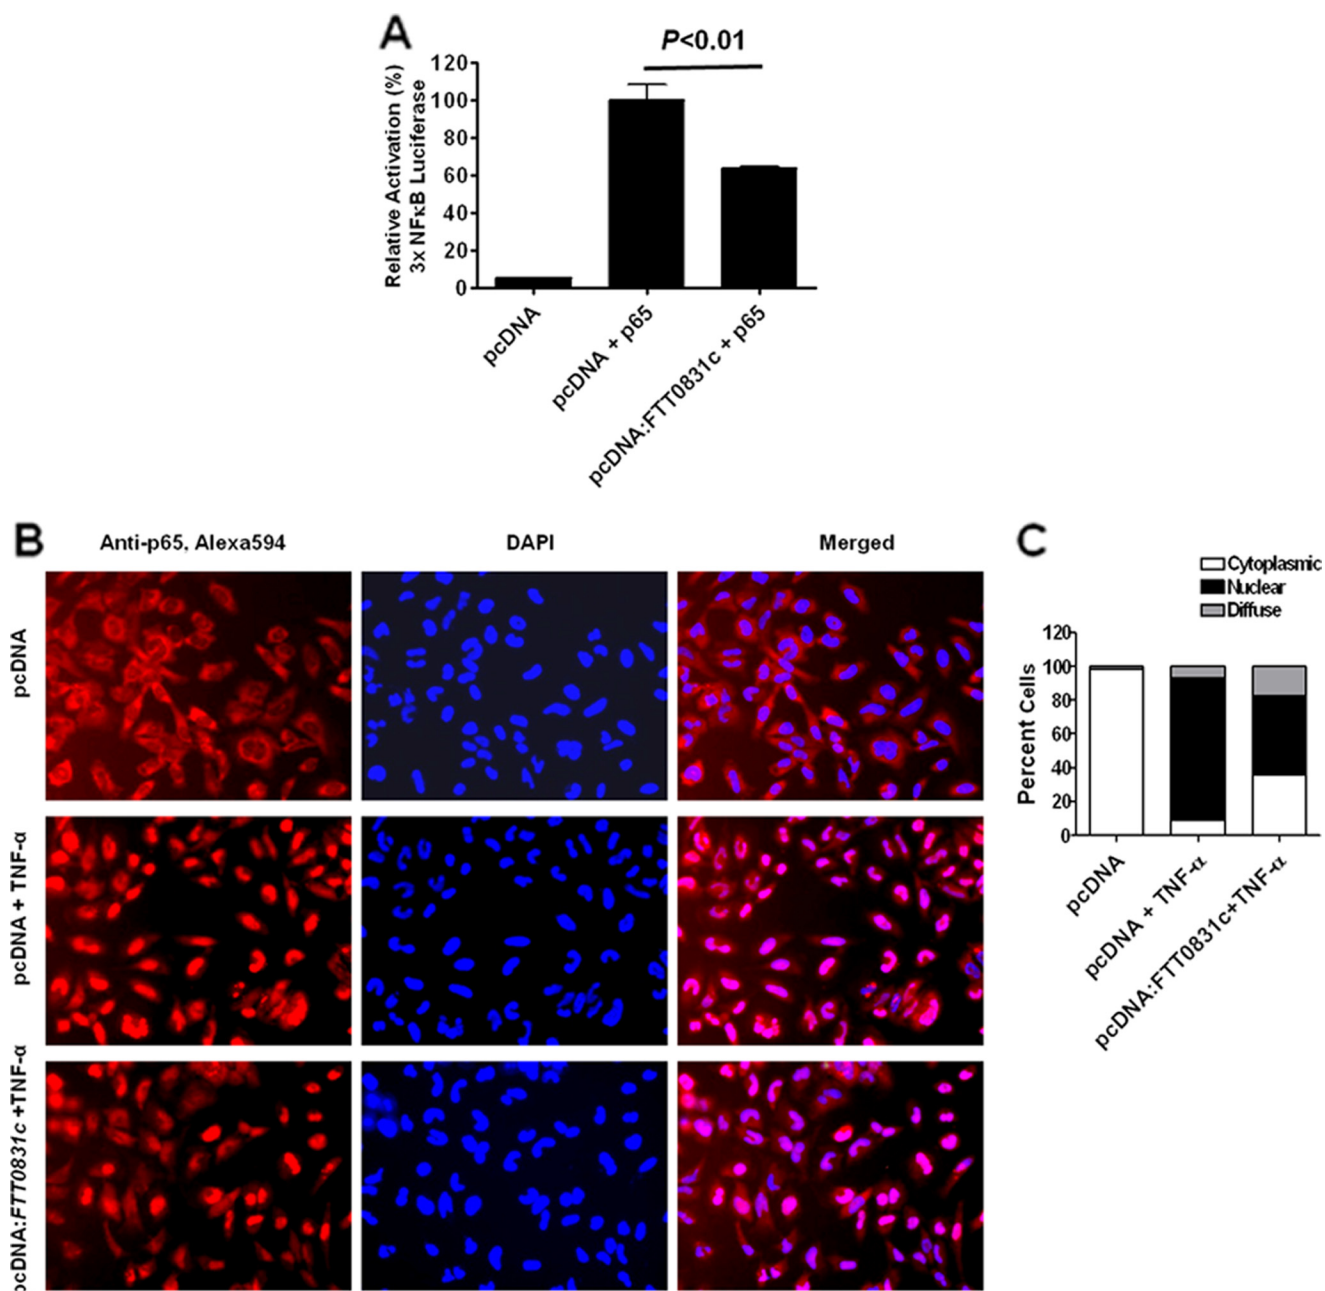 A
P<0.01
Relative Activation (%)
3x NFκB Luciferase
120
100
80
60
40
20
0
pcDNA
pcDNA + p65
pcDNA:FTT0831c + p65
B
Anti-p65, Alexa594
DAPI
Merged
pcDNA
pcDNA + TNF-α
pcDNA:FTT0831c +TNF-α
C
Cytoplasmic
Nuclear
Diffuse
Percent Cells
120
100
80
60
40
20
0
pcDNA
pcDNA + TNF-α
pcDNA:FTT0831c+TNF-α